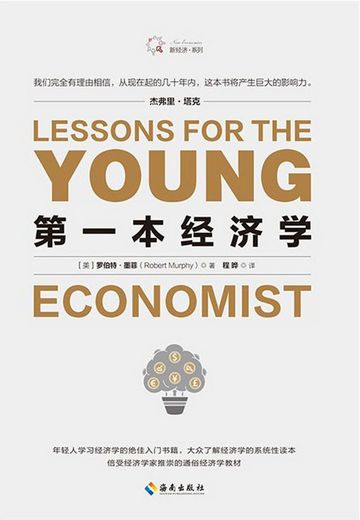 New Economics
新经济·系列
我们完全有理由相信，从现在起的几十年内，这本书将产生巨大的影响力。
杰弗里·塔克
LESSONS FOR THE
YOUNG
第一本经济学
［美］罗伯特·墨菲（Robert Murphy）◎ 著 程晔 ◎ 译
ECONOMIST
年轻人学习经济学的绝佳入门书籍，大众了解经济学的系统性读本
倍受经济学家推崇的通俗经济学教材
海南出版社